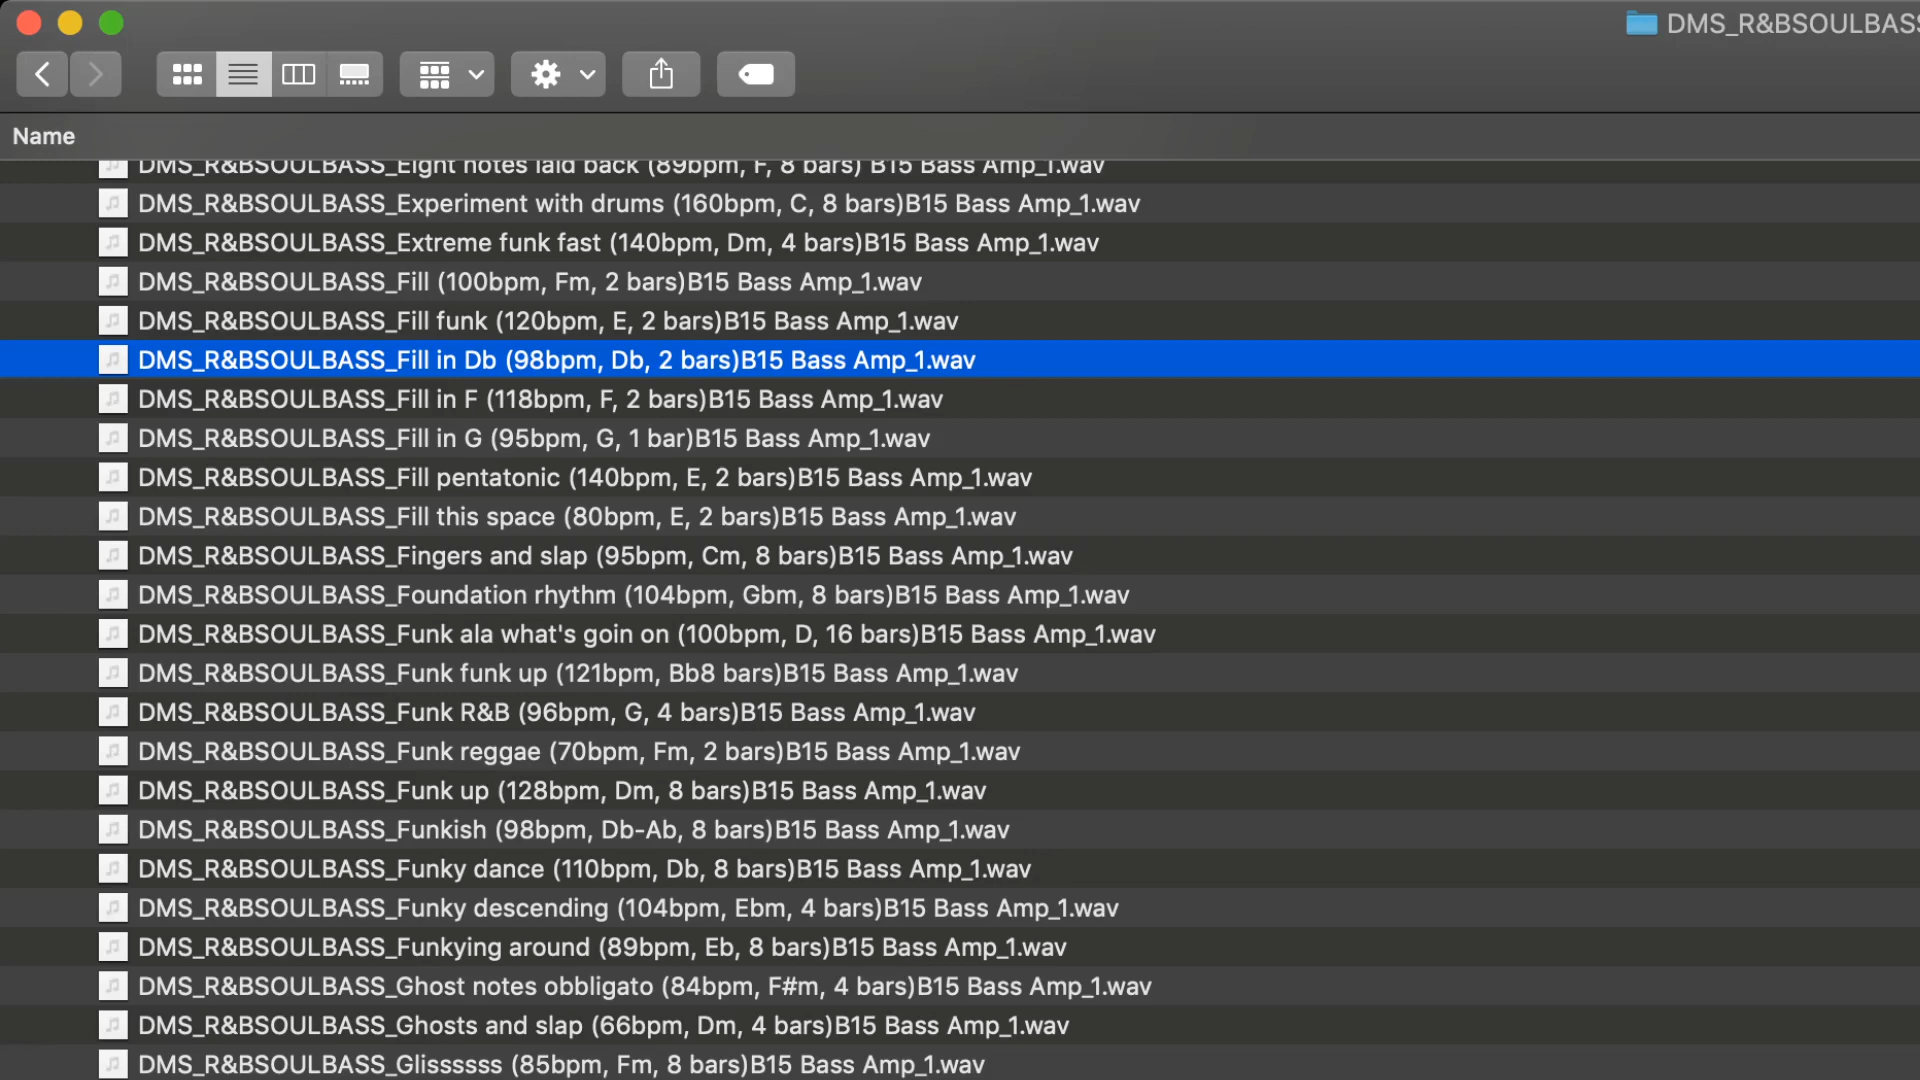 DMS_R&BSOULBASS
Name
DMS_R&BSOULBASS_Eight notes laid back (89bpm, F, 8 bars) B15 Bass Amp_1.wav
DMS_R&BSOULBASS_Experiment with drums (160bpm, C, 8 bars)B15 Bass Amp_1.wav
DMS_R&BSOULBASS_Extreme funk fast (140bpm, Dm, 4 bars)B15 Bass Amp_1.wav
DMS_R&BSOULBASS_Fill (100bpm, Fm, 2 bars)B15 Bass Amp_1.wav
DMS_R&BSOULBASS_Fill funk (120bpm, E, 2 bars)B15 Bass Amp_1.wav
DMS_R&BSOULBASS_Fill in Db (98bpm, Db, 2 bars)B15 Bass Amp_1.wav
DMS_R&BSOULBASS_Fill in F (118bpm, F, 2 bars)B15 Bass Amp_1.wav
DMS_R&BSOULBASS_Fill in G (95bpm, G, 1 bar)B15 Bass Amp_1.wav
DMS_R&BSOULBASS_Fill pentatonic (140bpm, E, 2 bars)B15 Bass Amp_1.wav
DMS_R&BSOULBASS_Fill this space (80bpm, E, 2 bars)B15 Bass Amp_1.wav
DMS_R&BSOULBASS_Fingers and slap (95bpm, Cm, 8 bars)B15 Bass Amp_1.wav
DMS_R&BSOULBASS_Foundation rhythm (104bpm, Gbm, 8 bars)B15 Bass Amp_1.wav
DMS_R&BSOULBASS_Funk ala what's goin on (100bpm, D, 16 bars)B15 Bass Amp_1.wav
DMS_R&BSOULBASS_Funk funk up (121bpm, Bb8 bars)B15 Bass Amp_1.wav
DMS_R&BSOULBASS_Funk R&B (96bpm, G, 4 bars)B15 Bass Amp_1.wav
DMS_R&BSOULBASS_Funk reggae (70bpm, Fm, 2 bars)B15 Bass Amp_1.wav
DMS_R&BSOULBASS_Funk up (128bpm, Dm, 8 bars)B15 Bass Amp_1.wav
DMS_R&BSOULBASS_Funkish (98bpm, Db-Ab, 8 bars)B15 Bass Amp_1.wav
DMS_R&BSOULBASS_Funky dance (110bpm, Db, 8 bars)B15 Bass Amp_1.wav
DMS_R&BSOULBASS_Funky descending (104bpm, Ebm, 4 bars)B15 Bass Amp_1.wav
DMS_R&BSOULBASS_Funkying around (89bpm, Eb, 8 bars)B15 Bass Amp_1.wav
DMS_R&BSOULBASS_Ghost notes obbligato (84bpm, F#m, 4 bars)B15 Bass Amp_1.wav
DMS_R&BSOULBASS_Ghosts and slap (66bpm, Dm, 4 bars)B15 Bass Amp_1.wav
DMS_R&BSOULBASS_Glissssss (85bpm, Fm, 8 bars)B15 Bass Amp_1.wav